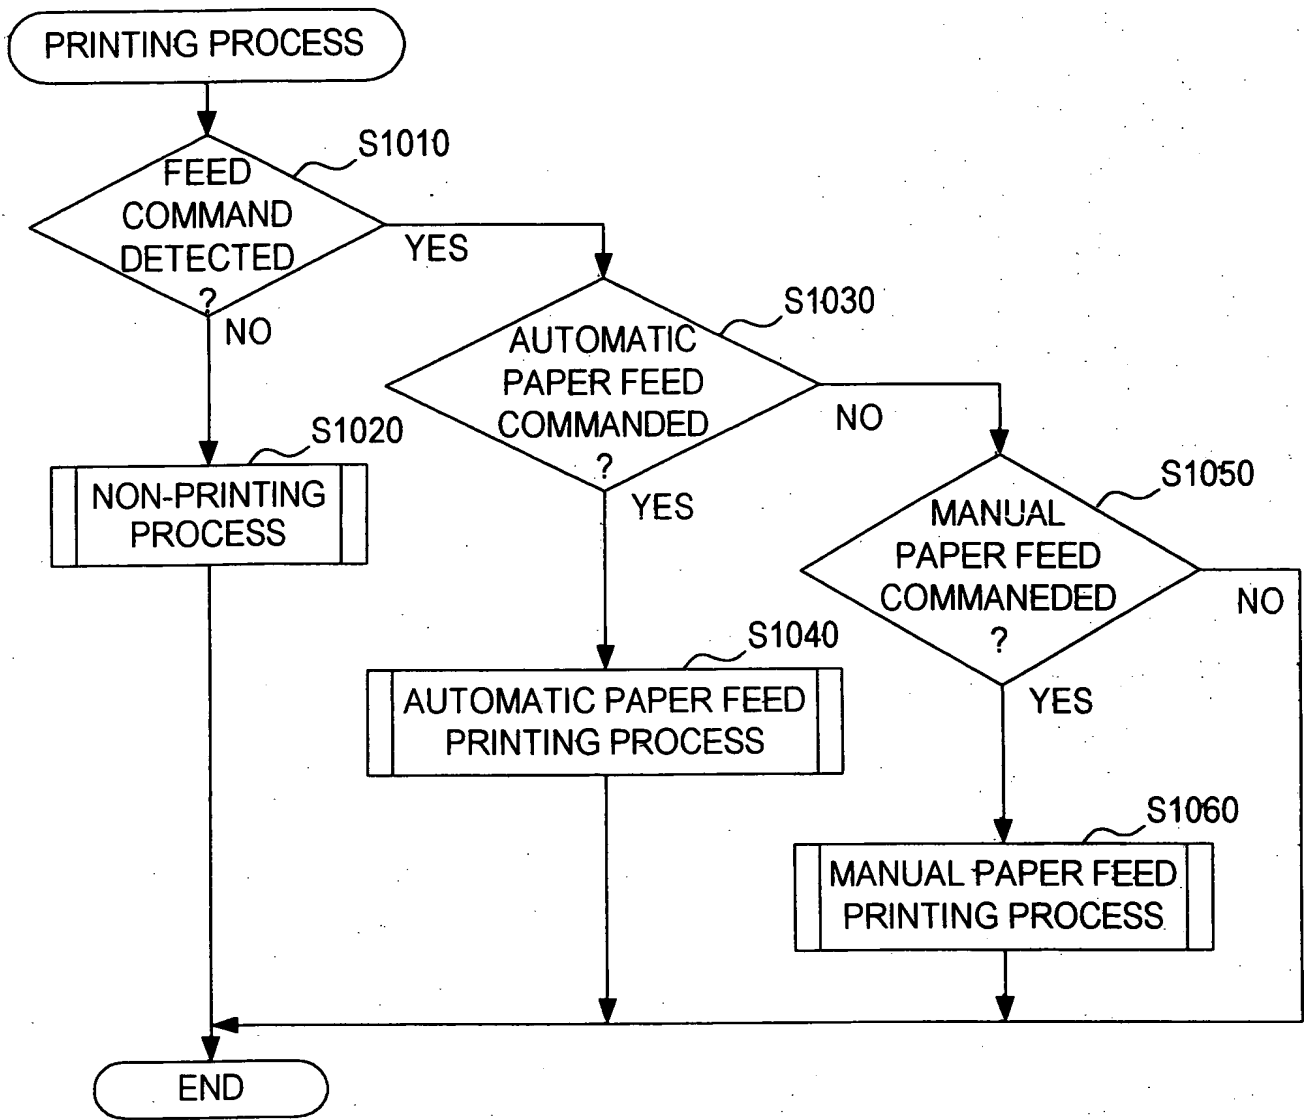 PRINTING PROCESS
S1010
FEED
COMMAND
DETECTED
?
YES
NO
S1030
AUTOMATIC
PAPER FEED
COMMANDED
?
NO
YES
S1020
NON-PRINTING
PROCESS
S1050
MANUAL
PAPER FEED
COMMANEDED
?
NO
YES
S1040
AUTOMATIC PAPER FEED
PRINTING PROCESS
S1060
MANUAL PAPER FEED
PRINTING PROCESS
END